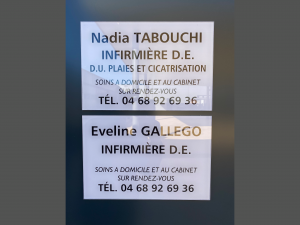 Nadia TABOUCHI
INFIRMIÈRE D.E.
D.U. PLAIES ET CICATRISATION
SOINS A DOMICILE ET AU CABINET
SUR RENDEZ-VOUS
TÉL. 04 68 92 69 36
Eveline GALLEGO
INFIRMIÈRE D.E.
SOINS A DOMICILE ET AU CABINET
SUR RENDEZ-VOUS
TÉL. 04 68 92 69 36